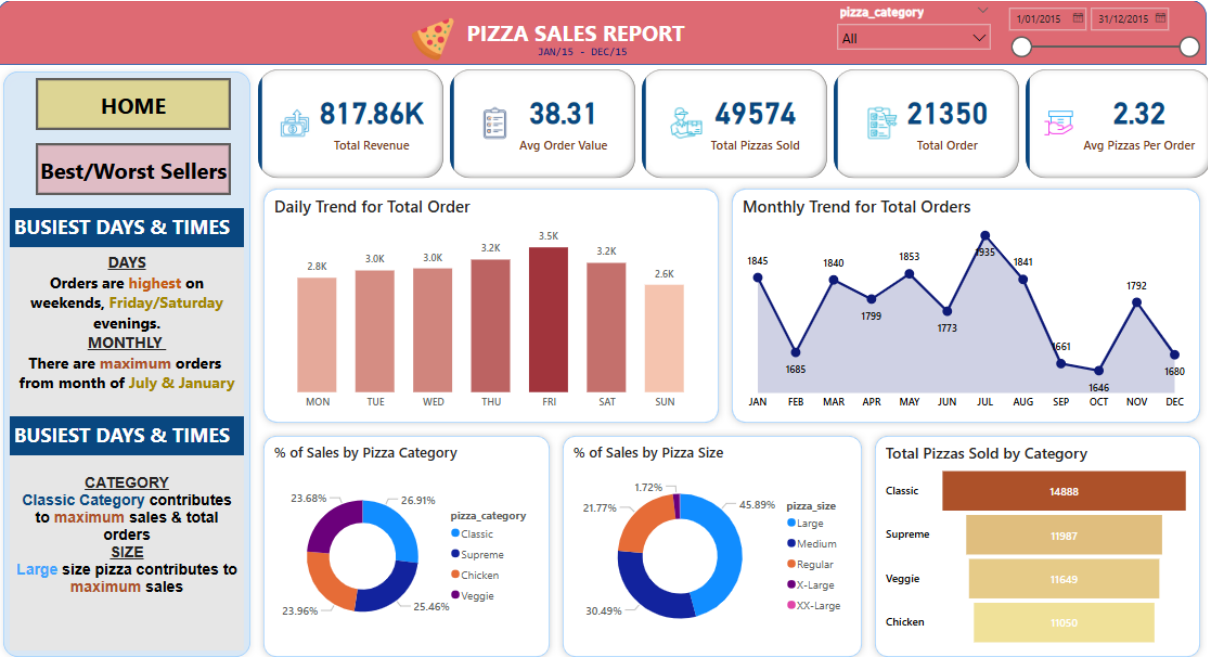 PIZZA SALES REPORT
JAN/15 - DEC/15
pizza_category
All
1/01/2015
31/12/2015
HOME
Best/Worst Sellers
BUSIEST DAYS & TIMES
DAYS
Orders are highest on
weekends, Friday/Saturday
evenings.
MONTHLY
There are maximum orders
from month of July & January
BUSIEST DAYS & TIMES
CATEGORY
Classic Category contributes
to maximum sales & total
orders
SIZE
Large size pizza contributes to
maximum sales
817.86K
Total Revenue
38.31
Avg Order Value
49574
Total Pizzas Sold
21350
Total Order
2.32
Avg Pizzas Per Order
Daily Trend for Total Order
2.8K
3.0K
3.0K
3.2K
3.5K
3.2K
2.6K
MON TUE WED THU FRI SAT SUN
Monthly Trend for Total Orders
1845
1685
1840
1799
1853
1773
1935
1841
1661
1646
1792
1680
JAN FEB MAR APR MAY JUN JUL AUG SEP OCT NOV DEC
% of Sales by Pizza Category
23.68%
26.91%
23.96%
25.46%
pizza_category
Classic
Supreme
Chicken
Veggie
% of Sales by Pizza Size
1.72%
21.77%
45.89%
30.49%
pizza_size
Large
Medium
Regular
X-Large
XX-Large
Total Pizzas Sold by Category
Classic 14888
Supreme 11987
Veggie 11649
Chicken 11050